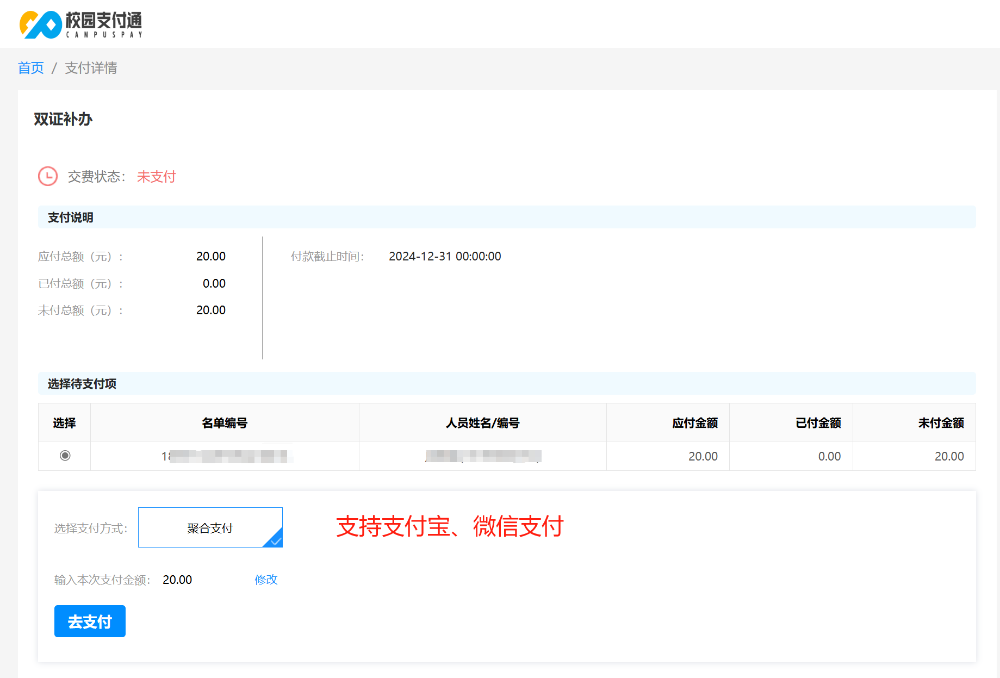 校园支付通
CAMPUSPAY
首页 / 支付详情
双证补办
交费状态： 未支付
支付说明
应付总额（元）： 20.00 付款截止时间： 2024-12-31 00:00:00
已付总额（元）： 0.00
未付总额（元）： 20.00
选择待支付项
选择 名单编号 人员姓名/编号 应付金额 已付金额 未付金额
20.00 0.00 20.00
选择支付方式： 聚合支付 支持支付宝、微信支付
输入本次支付金额： 20.00 修改
去支付